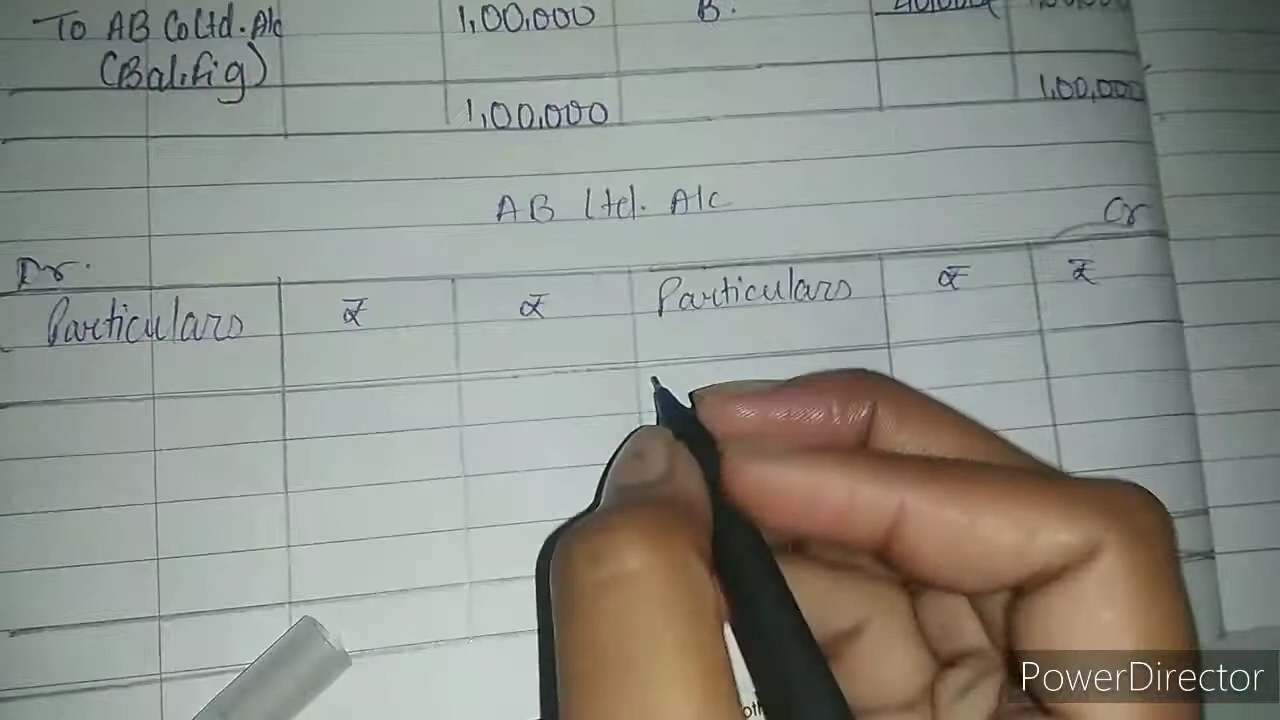 To AB Co Ltd. A/c 1,00,000 B.
(Bal.fig)
1,00,000 1,00,000
AB Ltd. A/c
Dr. Cr
Particulars ₹ ₹ Particulars ₹ ₹
PowerDirector